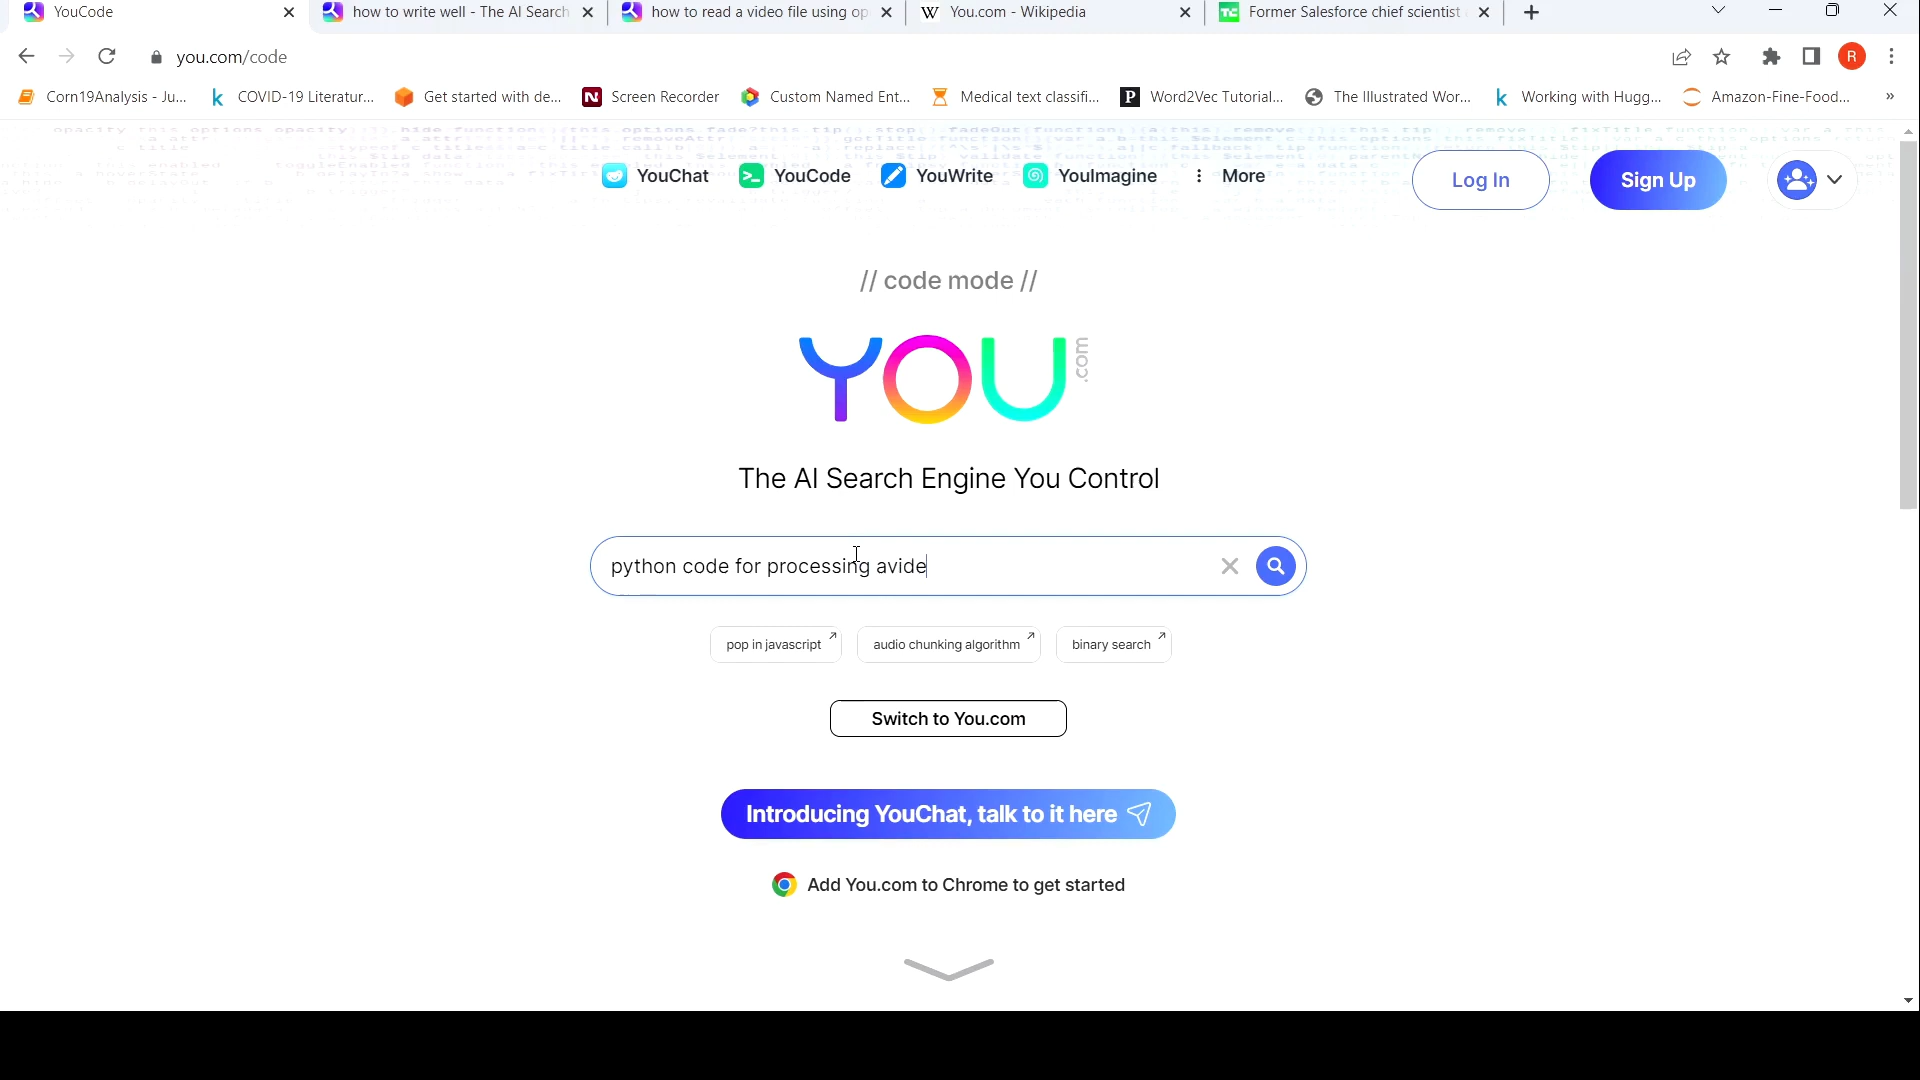 YouCode
how to write well - The AI Search
how to read a video file using op
W You.com - Wikipedia
TC Former Salesforce chief scientist
you.com/code
R
Corn19Analysis - Ju...
k COVID-19 Literatur...
Get started with de...
N Screen Recorder
Custom Named Ent...
Medical text classifi...
P Word2Vec Tutorial...
The Illustrated Wor...
k Working with Hugg...
Amazon-Fine-Food...
»
YouChat
YouCode
YouWrite
YouImagine
More
Log In
Sign Up
// code mode //
YOU.com
The AI Search Engine You Control
python code for processing avide
pop in javascript
audio chunking algorithm
binary search
Switch to You.com
Introducing YouChat, talk to it here
Add You.com to Chrome to get started